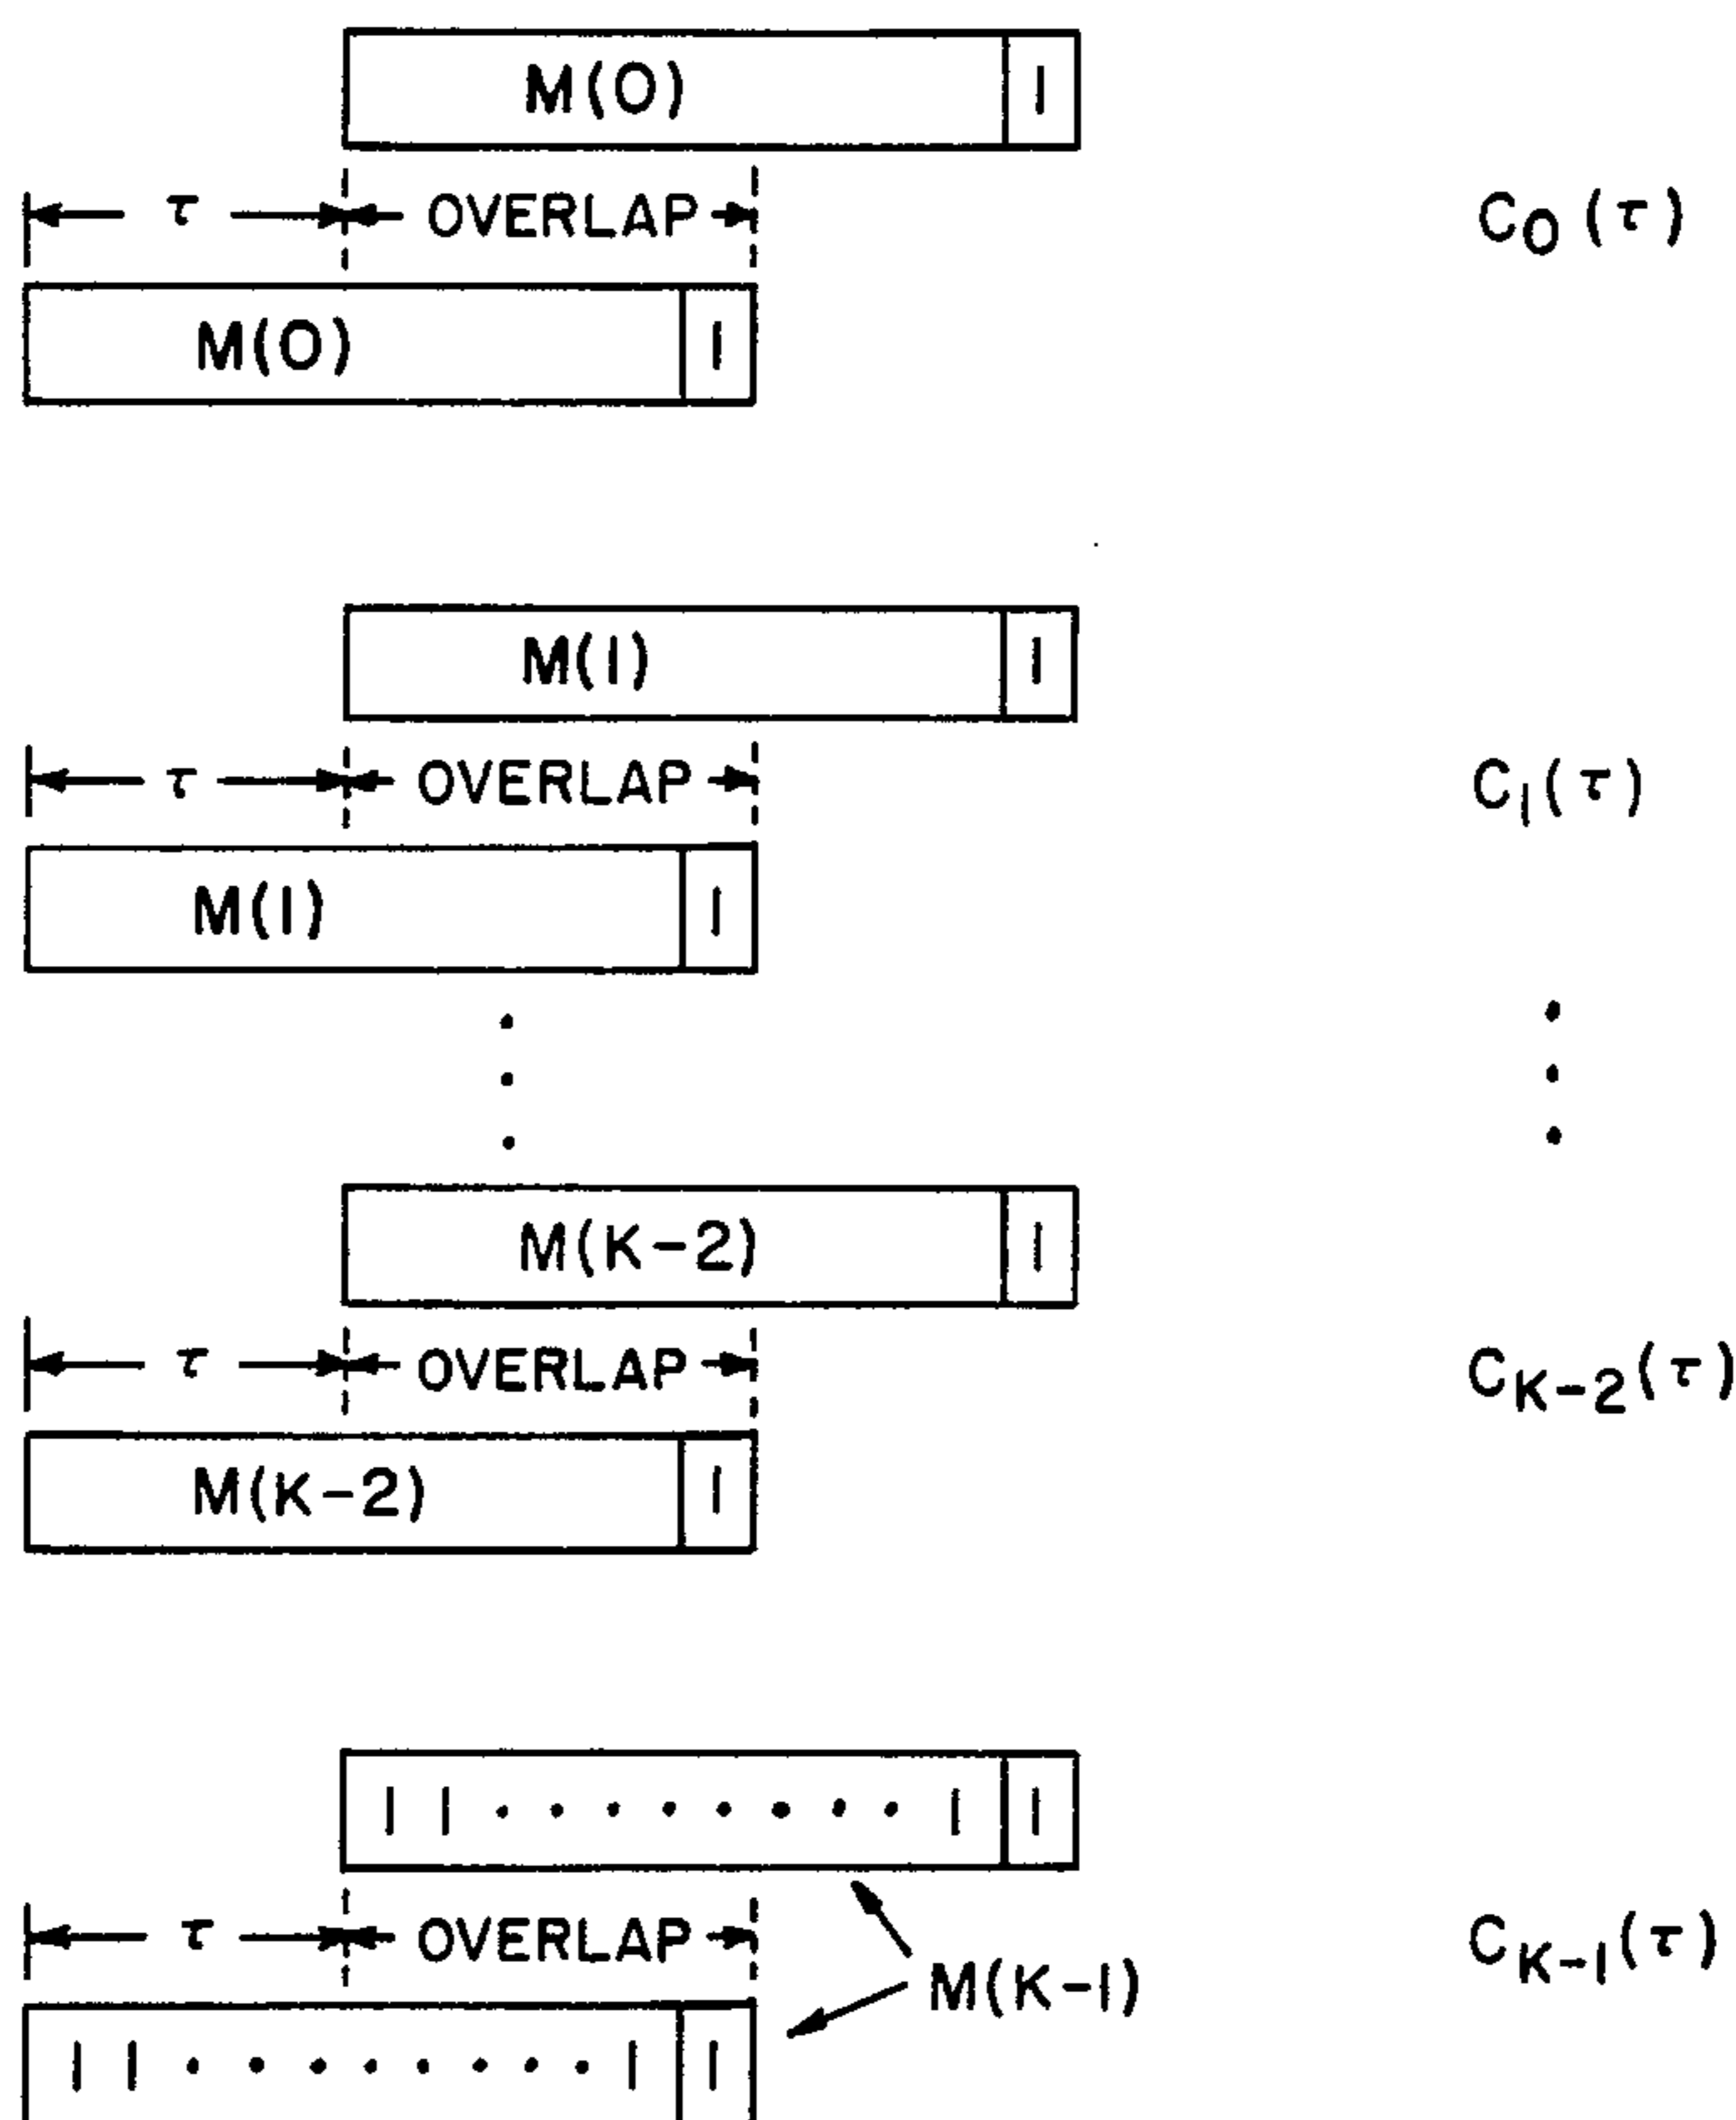 M(0) 1
τ OVERLAP C0(τ)
M(0) 1
M(1) 1
τ OVERLAP C1(τ)
M(1) 1
M(K-2) 1
τ OVERLAP CK-2(τ)
M(K-2) 1
1 1 ........ 1 1
τ OVERLAP CK-1(τ)
M(K-1)
1 1 ........ 1 1